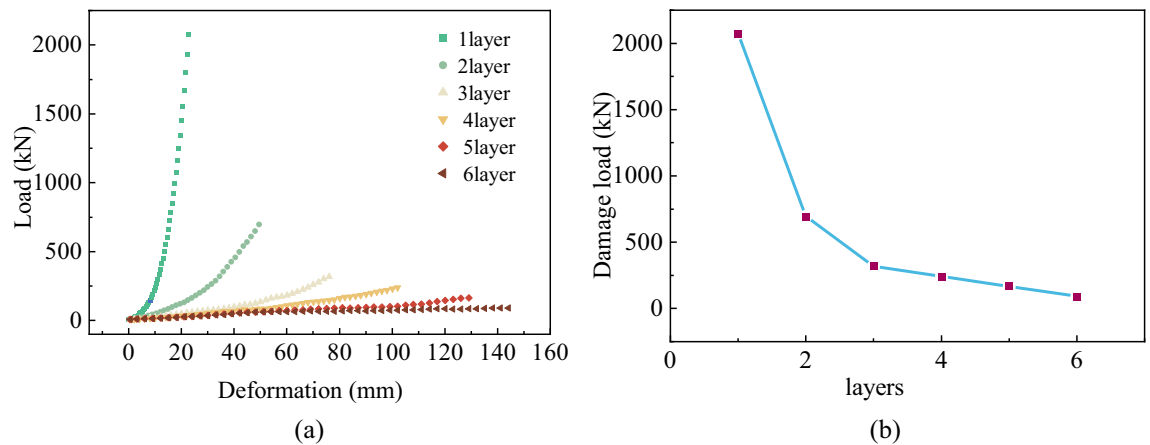 2000
1500
1000
500
0
Load (kN)
0 20 40 60 80 100 120 140 160
Deformation (mm)
1layer
2layer
3layer
4layer
5layer
6layer
(a)
2000
1500
1000
500
0
Damage load (kN)
0 2 4 6
layers
(b)